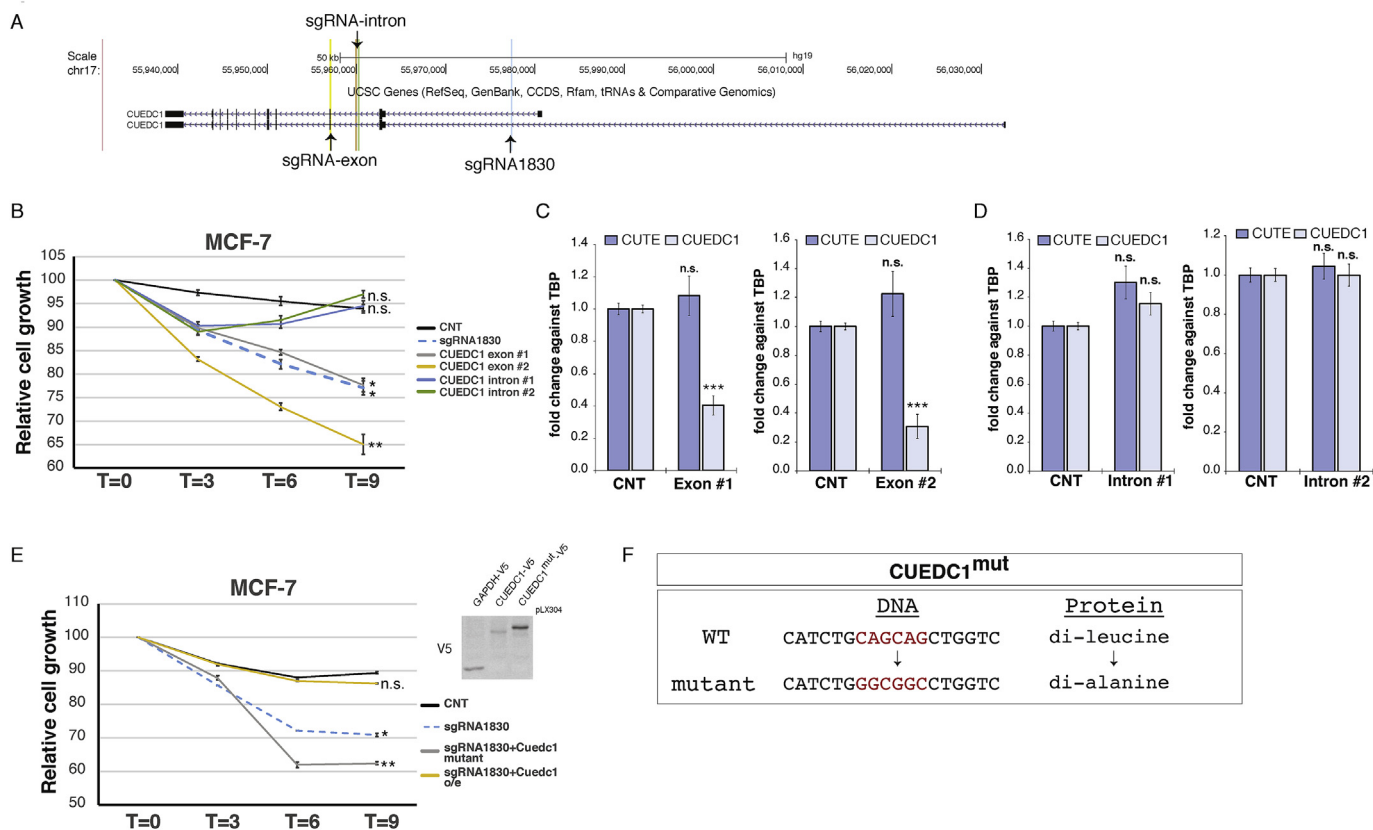 A
sgRNA-intron
Scale
chr17:
50 kb
hg19
55,940,000
55,950,000
55,960,000
55,970,000
55,980,000
55,990,000
56,000,000
56,010,000
56,020,000
56,030,000
UCSC Genes (RefSeq, GenBank, CCDS, Rfam, tRNAs & Comparative Genomics)
CUEDC1
CUEDC1
sgRNA-exon
sgRNA1830
B
MCF-7
Relative cell growth
105
100
95
90
85
80
75
70
65
60
T=0
T=3
T=6
T=9
n.s.
n.s.
*
*
**
CNT
sgRNA1830
CUEDC1 exon #1
CUEDC1 exon #2
CUEDC1 intron #1
CUEDC1 intron #2
C
CUTE
CUEDC1
fold change against TBP
1.4
1.2
1.0
0.8
0.6
0.4
0.2
0.0
n.s.
***
CNT
Exon #1
CUTE
CUEDC1
fold change against TBP
1.6
1.4
1.2
1.0
0.8
0.6
0.4
0.2
0.0
n.s.
***
CNT
Exon #2
D
CUTE
CUEDC1
fold change against TBP
1.6
1.4
1.2
1.0
0.8
0.6
0.4
0.2
0.0
n.s.
n.s.
CNT
Intron #1
CUTE
CUEDC1
fold change against TBP
1.2
1.0
0.8
0.6
0.4
0.2
0.0
n.s.
n.s.
CNT
Intron #2
E
MCF-7
Relative cell growth
110
100
90
80
70
60
50
T=0
T=3
T=6
T=9
n.s.
*
**
GAPDH-V5
CUEDC1-V5
CUEDC1mut-V5
pLX304
V5
CNT
sgRNA1830
sgRNA1830+Cuedc1
mutant
sgRNA1830+Cuedc1
o/e
F
CUEDC1mut
DNA
Protein
WT
CATCTGCAGCAGCTGGTC
di-leucine
↓
↓
mutant
CATCTGGGCGGCCTGGTC
di-alanine